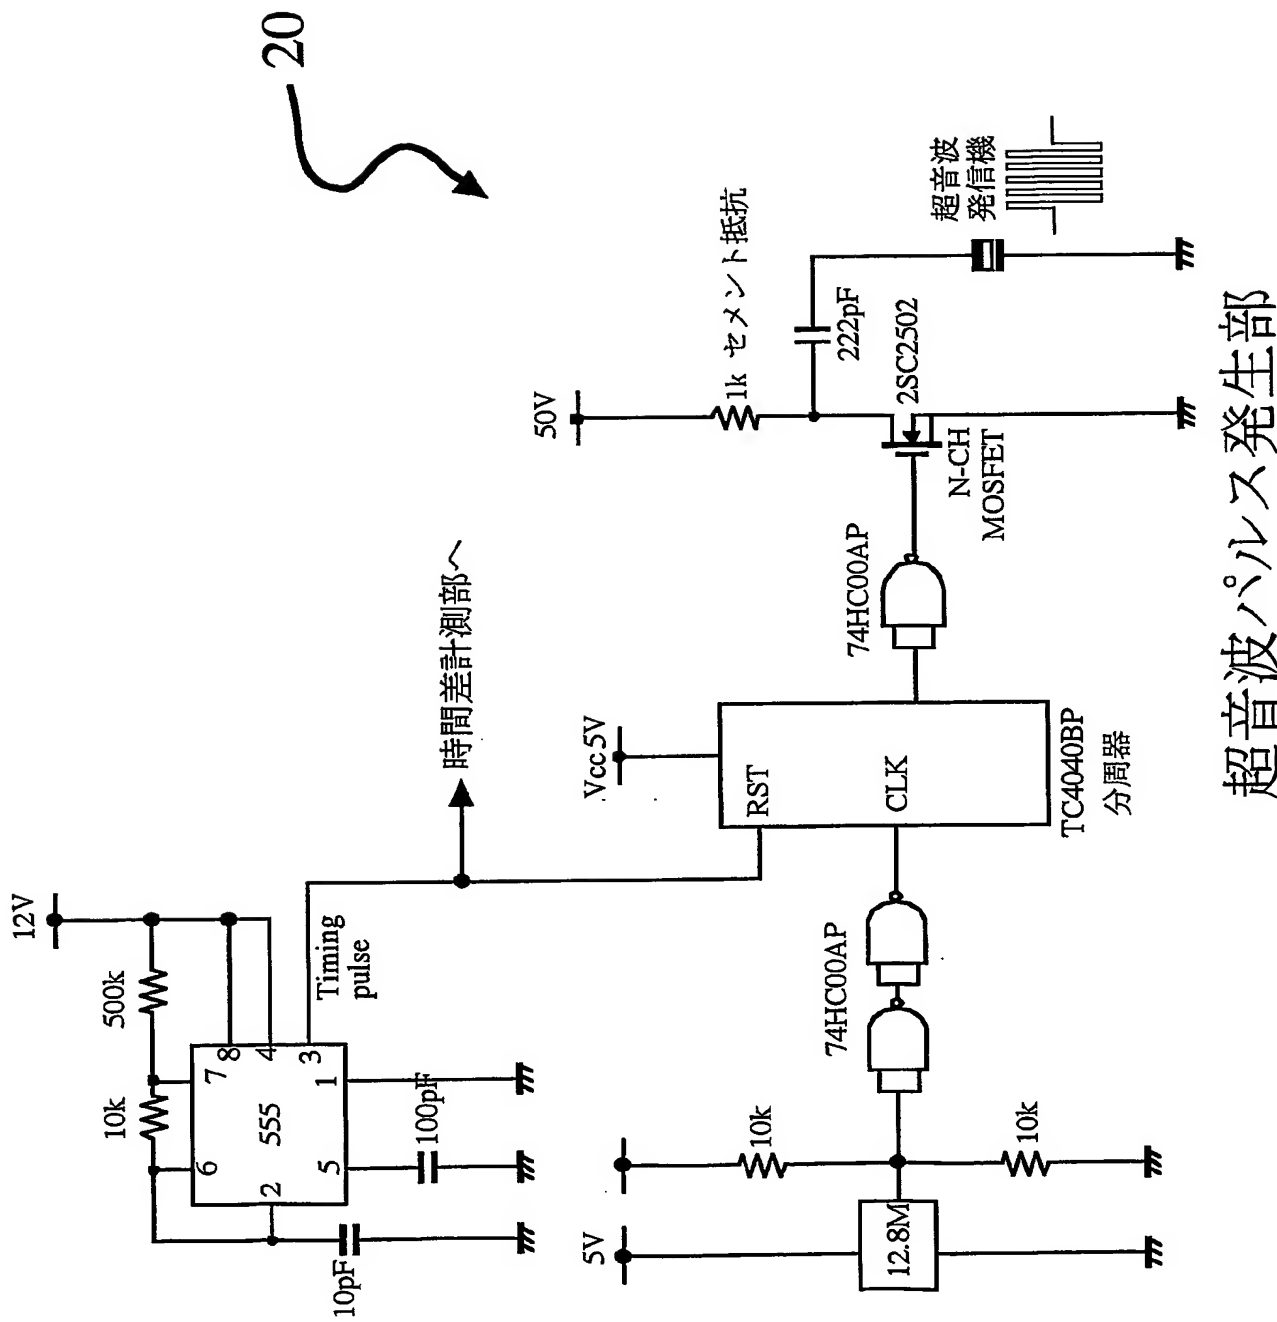 20
12V
500k
10k
8
4
7
3
6
555
1
2
5
Timing
pulse
100pF
10pF
時間差計測部へ
50V
1k セメント抵抗
222pF
2SC2502
N-CH
MOSFET
超音波
発信機
Vcc 5V
RST
CLK
TC4040BP
分周器
74HC00AP
74HC00AP
5V
10k
10k
12.8M
超音波パルス発生部